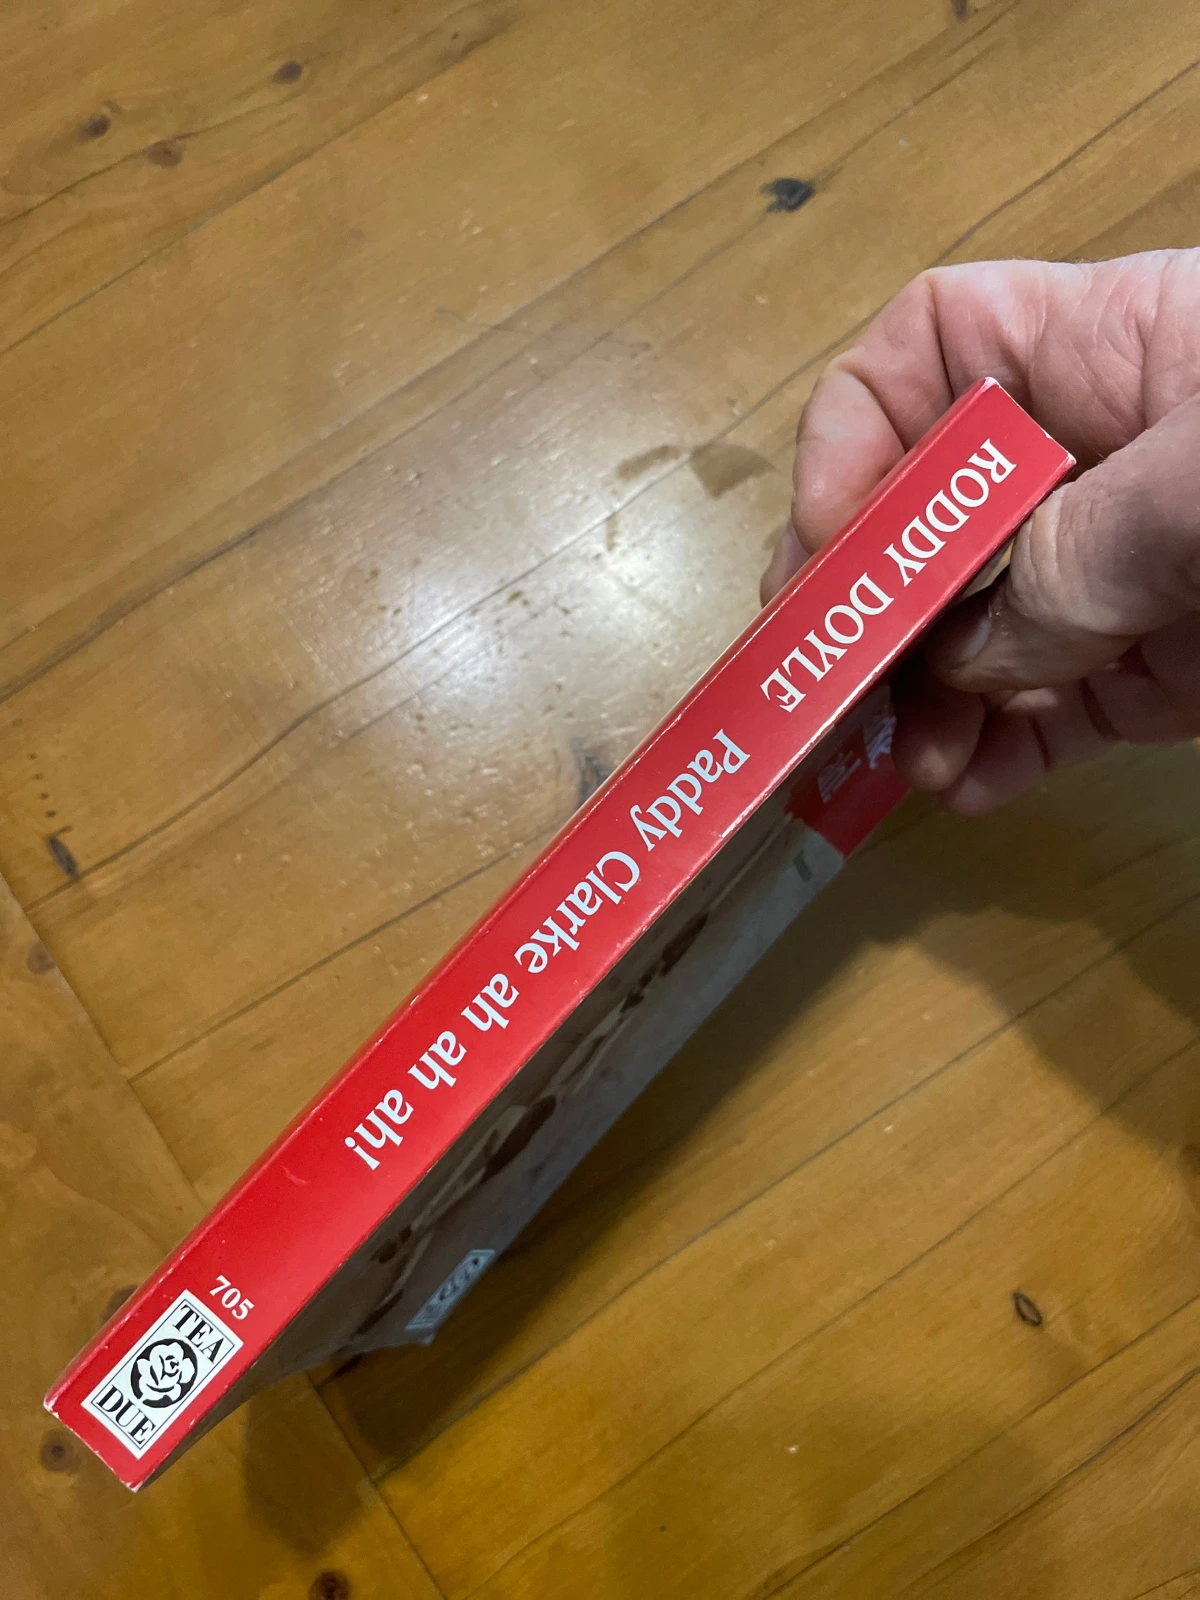 RODDY DOYLE Paddy Clarke ah ah ah!
705
TEA
DUE